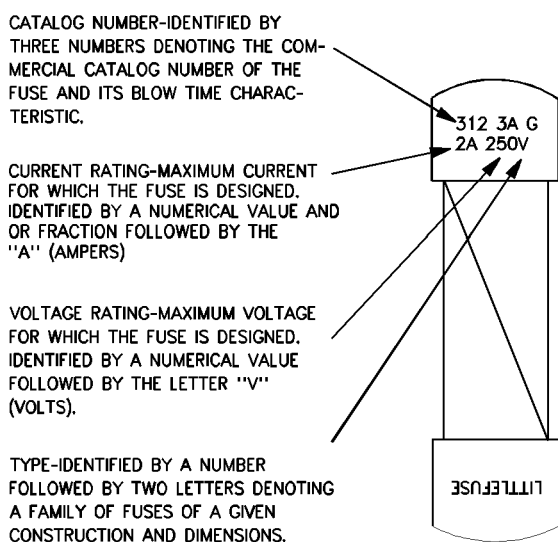 CATALOG NUMBER-IDENTIFIED BY
THREE NUMBERS DENOTING THE COM-
MERCIAL CATALOG NUMBER OF THE
FUSE AND ITS BLOW TIME CHARAC-
TERISTIC.
CURRENT RATING-MAXIMUM CURRENT
FOR WHICH THE FUSE IS DESIGNED.
IDENTIFIED BY A NUMERICAL VALUE AND
OR FRACTION FOLLOWED BY THE
"A" (AMPERS)
VOLTAGE RATING-MAXIMUM VOLTAGE
FOR WHICH THE FUSE IS DESIGNED.
IDENTIFIED BY A NUMERICAL VALUE
FOLLOWED BY THE LETTER "V"
(VOLTS).
TYPE-IDENTIFIED BY A NUMBER
FOLLOWED BY TWO LETTERS DENOTING
A FAMILY OF FUSES OF A GIVEN
CONSTRUCTION AND DIMENSIONS.
312 3A G
2A 250V
LITTLEFUSE